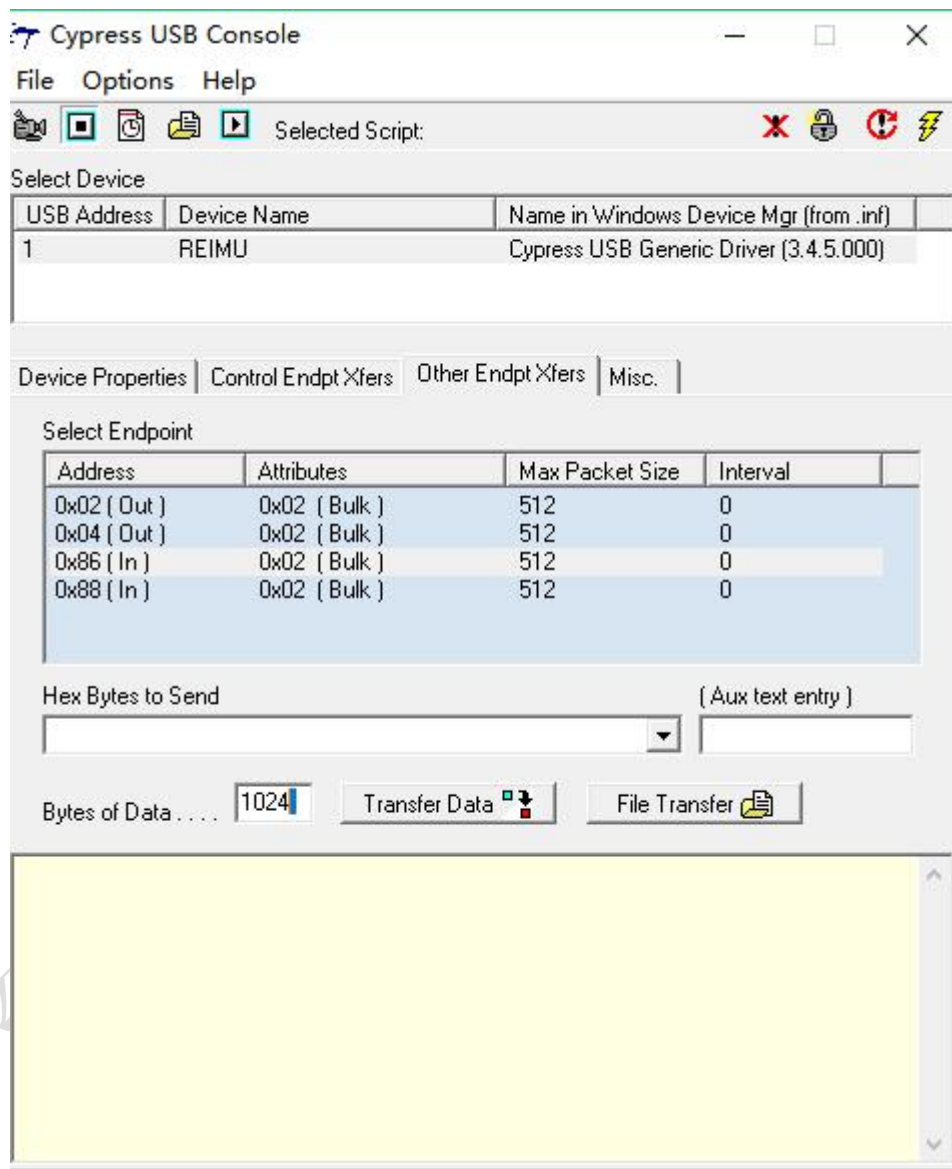 Cypress USB Console
File Options Help
Selected Script:
Select Device
USB Address Device Name Name in Windows Device Mgr (from .inf)
1 REIMU Cypress USB Generic Driver (3.4.5.000)
Device Properties Control Endpt Xfers Other Endpt Xfers Misc.
Select Endpoint
Address Attributes Max Packet Size Interval
0x02 ( Out ) 0x02 ( Bulk ) 512 0
0x04 ( Out ) 0x02 ( Bulk ) 512 0
0x86 ( In ) 0x02 ( Bulk ) 512 0
0x88 ( In ) 0x02 ( Bulk ) 512 0
Hex Bytes to Send ( Aux text entry )
Bytes of Data . . . . 1024 Transfer Data File Transfer